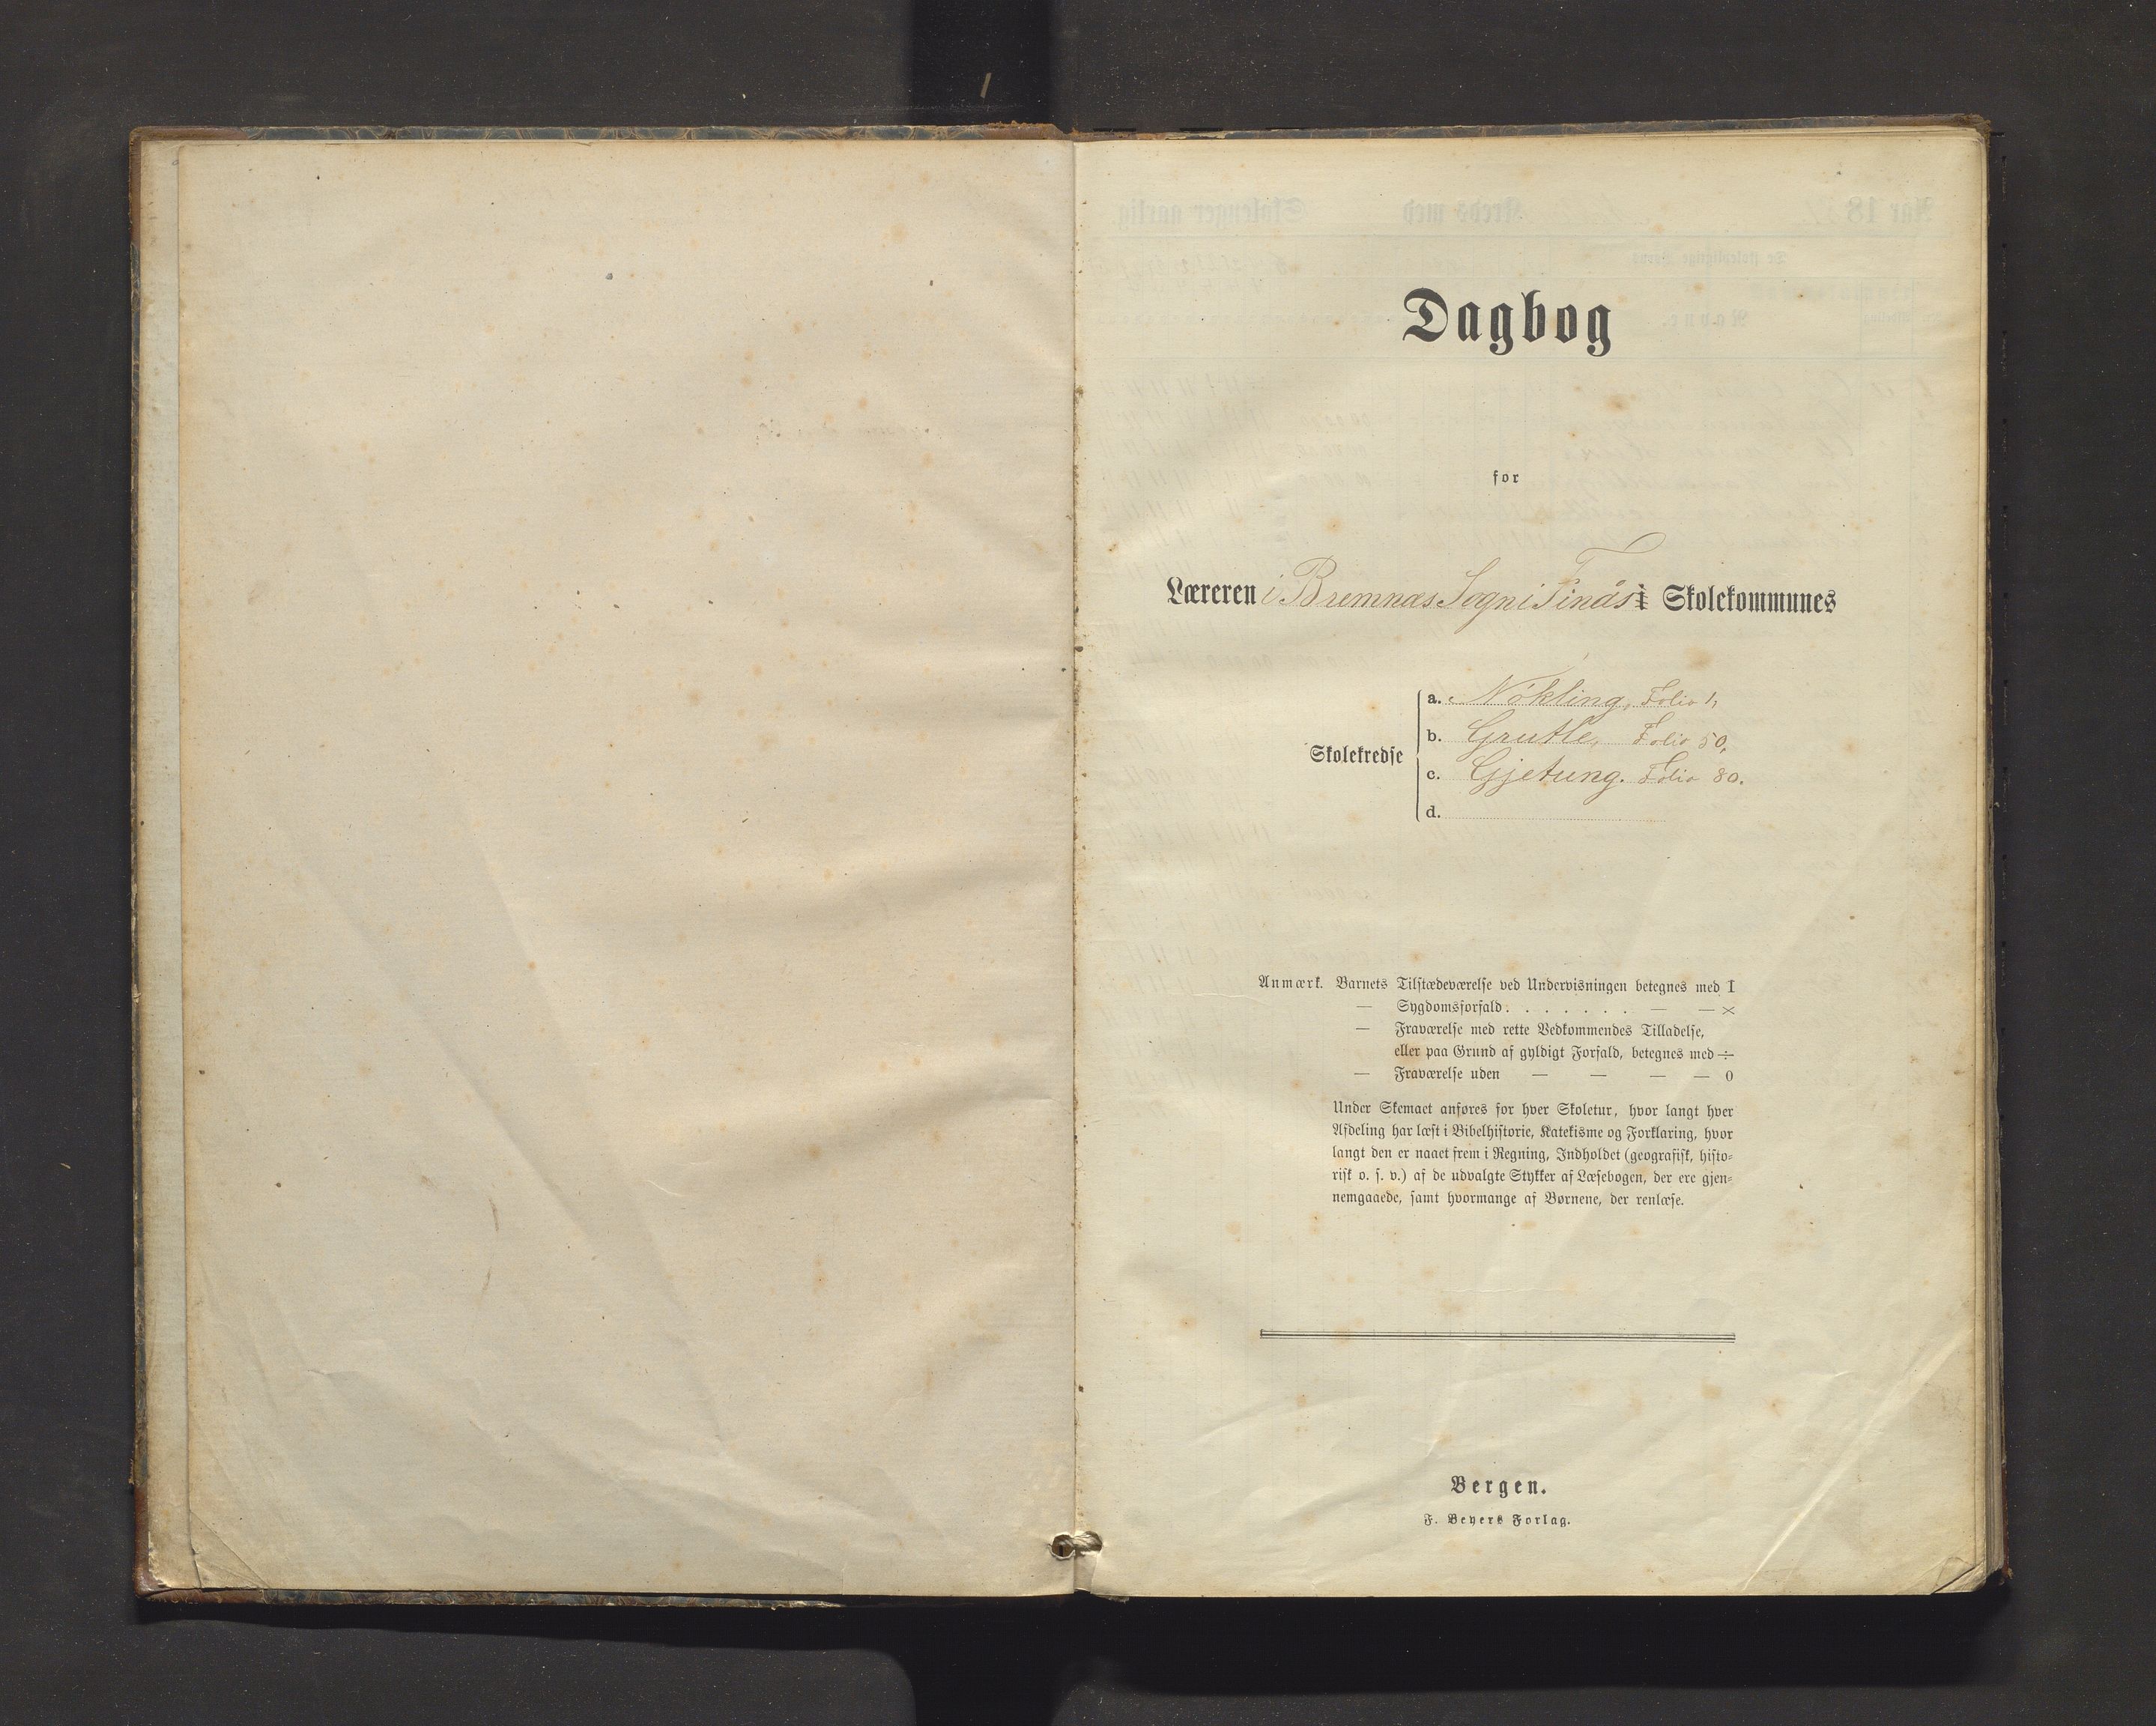 Dagbog
for
Læreren i Bremnæs Sogn i Finås i Skolekommunes
Skolekredse
a. Nökling, Folio 1,
b. Grutle, Folio 50,
c. Gjetung. Folio 80.
d.
Anmærk. Barnets Tilstædeværelse ved Undervisningen betegnes med I
— Sygdomsforfald . . . . . . . — — ×
— Fraværelse med rette Vedkommendes Tilladelse,
eller paa Grund af gyldigt Forfald, betegnes med ÷
— Fraværelse uden — — — — 0
Under Skemaet anføres for hver Skoletur, hvor langt hver
Afdeling har læst i Bibelhistorie, Katekisme og Forklaring, hvor
langt den er naaet frem i Regning, Indholdet (geografisk, histo-
risk o. s. v.) af de udvalgte Stykker af Læsebogen, der ere gjen-
nemgaaede, samt hvormange af Børnene, der renlæse.
Bergen.
F. Beyers Forlag.